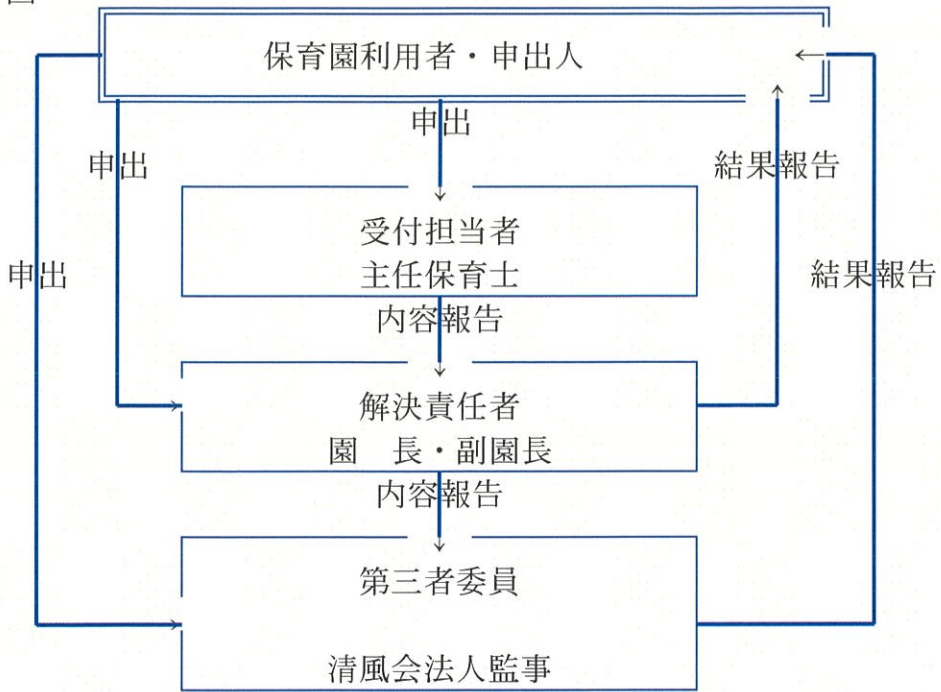 保育園利用者・申出人
申出
申出
結果報告
受付担当者
主任保育士
申出
結果報告
内容報告
解決責任者
園　長・副園長
内容報告
第三者委員
清風会法人監事